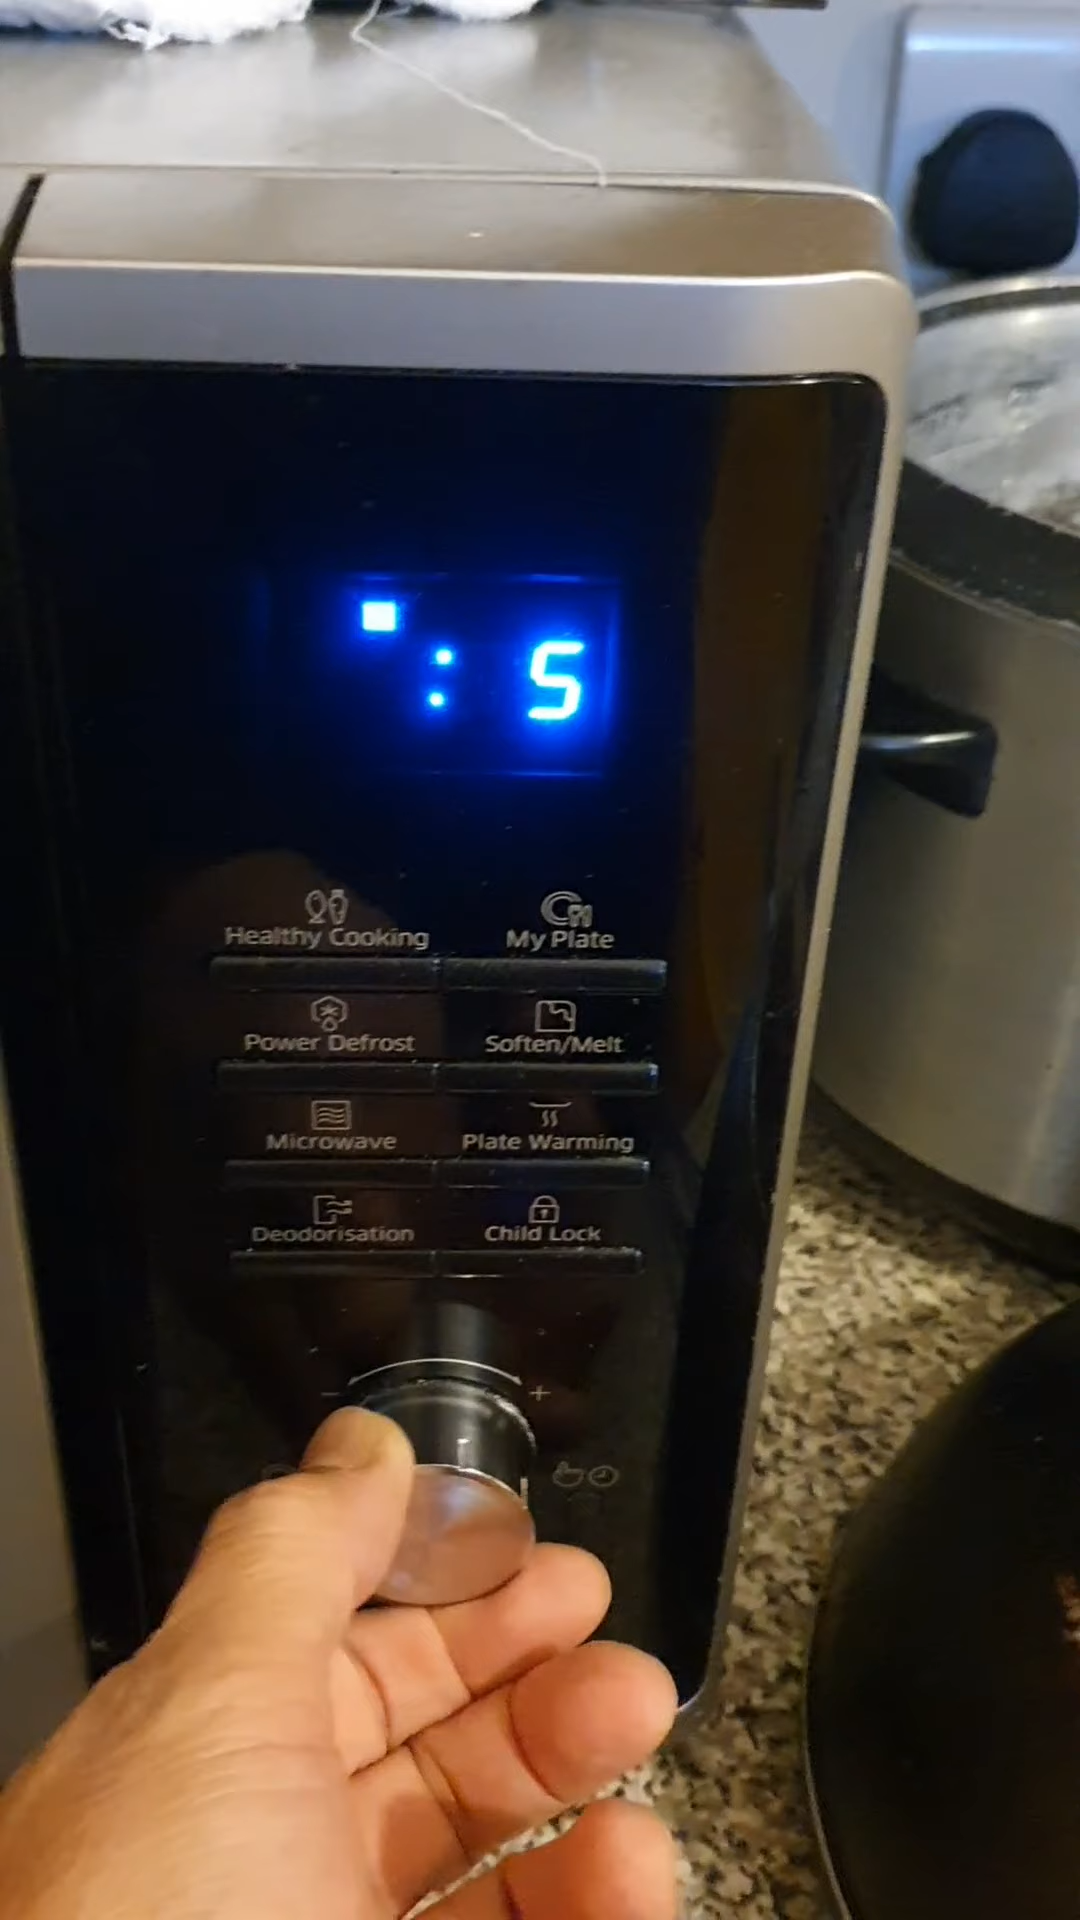 : 5
Healthy Cooking My Plate
Power Defrost Soften/Melt
Microwave Plate Warming
Deodorisation Child Lock
- +